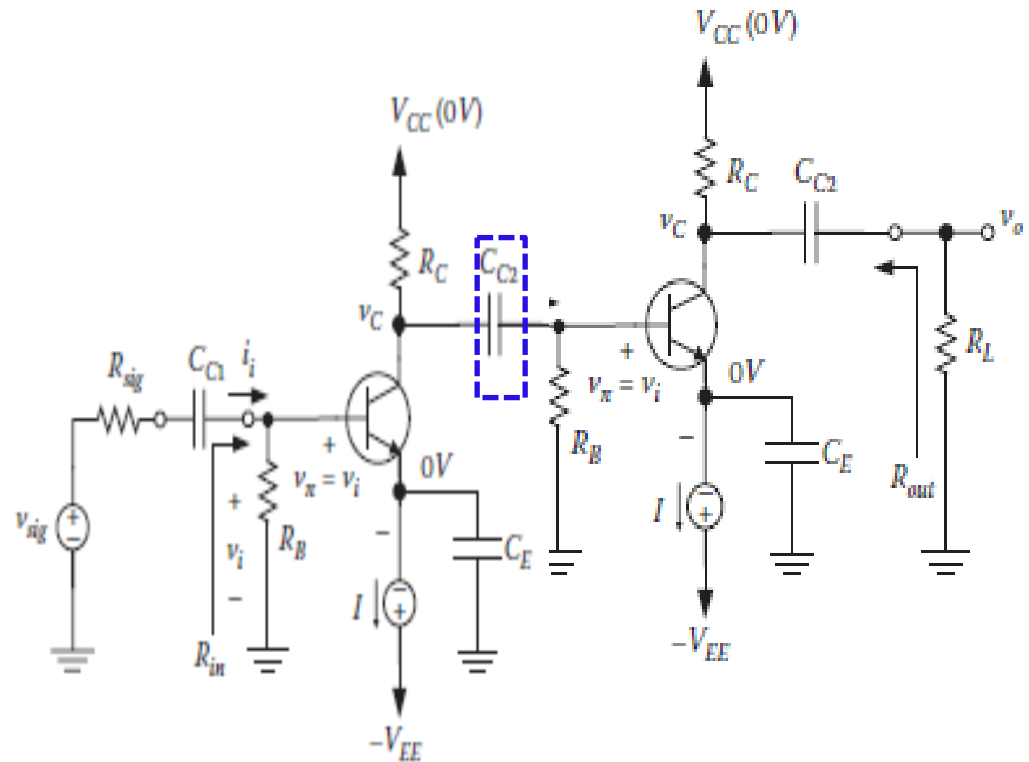 V_CC (0V)
V_CC (0V)
R_C
C_C2
v_C
v_o
R_C
C_C2
v_C
R_L
R_sig
C_C1
i_i
+
v_π = v_i
0V
R_B
−
C_E
R_out
I
−
+
+
v_π = v_i
0V
v_sig
+
−
+
v_i
−
R_B
−
C_E
I
−
+
R_in
−V_EE
−V_EE